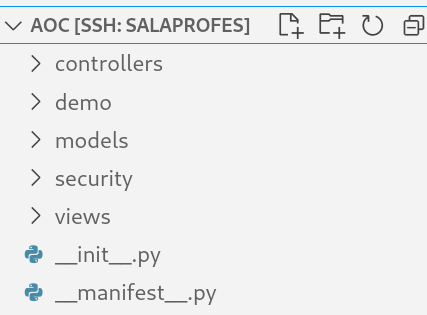 AOC [SSH: SALAPROFES]
controllers
demo
models
security
views
__init__.py
__manifest__.py